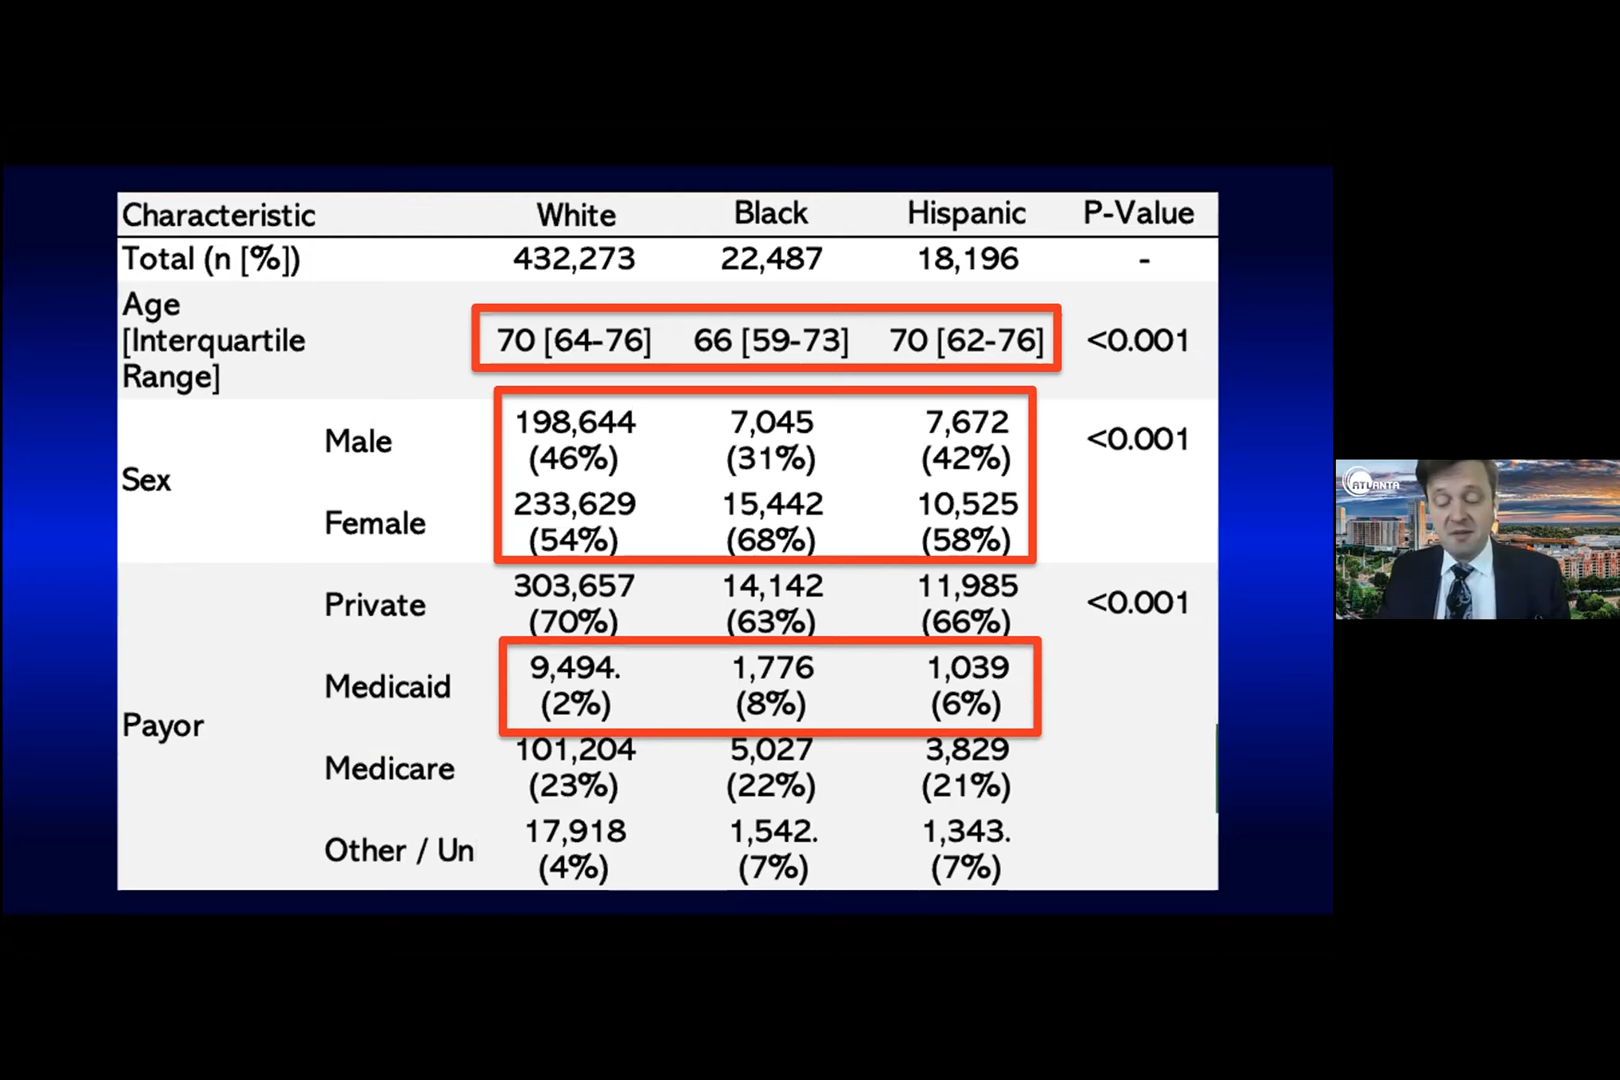 Characteristic White Black Hispanic P-Value
Total (n [%]) 432,273 22,487 18,196 -
Age
[Interquartile 70 [64-76] 66 [59-73] 70 [62-76] <0.001
Range]
198,644 7,045 7,672
Male <0.001
(46%) (31%) (42%)
Sex
233,629 15,442 10,525
Female
(54%) (68%) (58%)
303,657 14,142 11,985
Private <0.001
(70%) (63%) (66%)
9,494. 1,776 1,039
Medicaid
(2%) (8%) (6%)
Payor
101,204 5,027 3,829
Medicare
(23%) (22%) (21%)
17,918 1,542. 1,343.
Other / Un
(4%) (7%) (7%)
ATLANTA